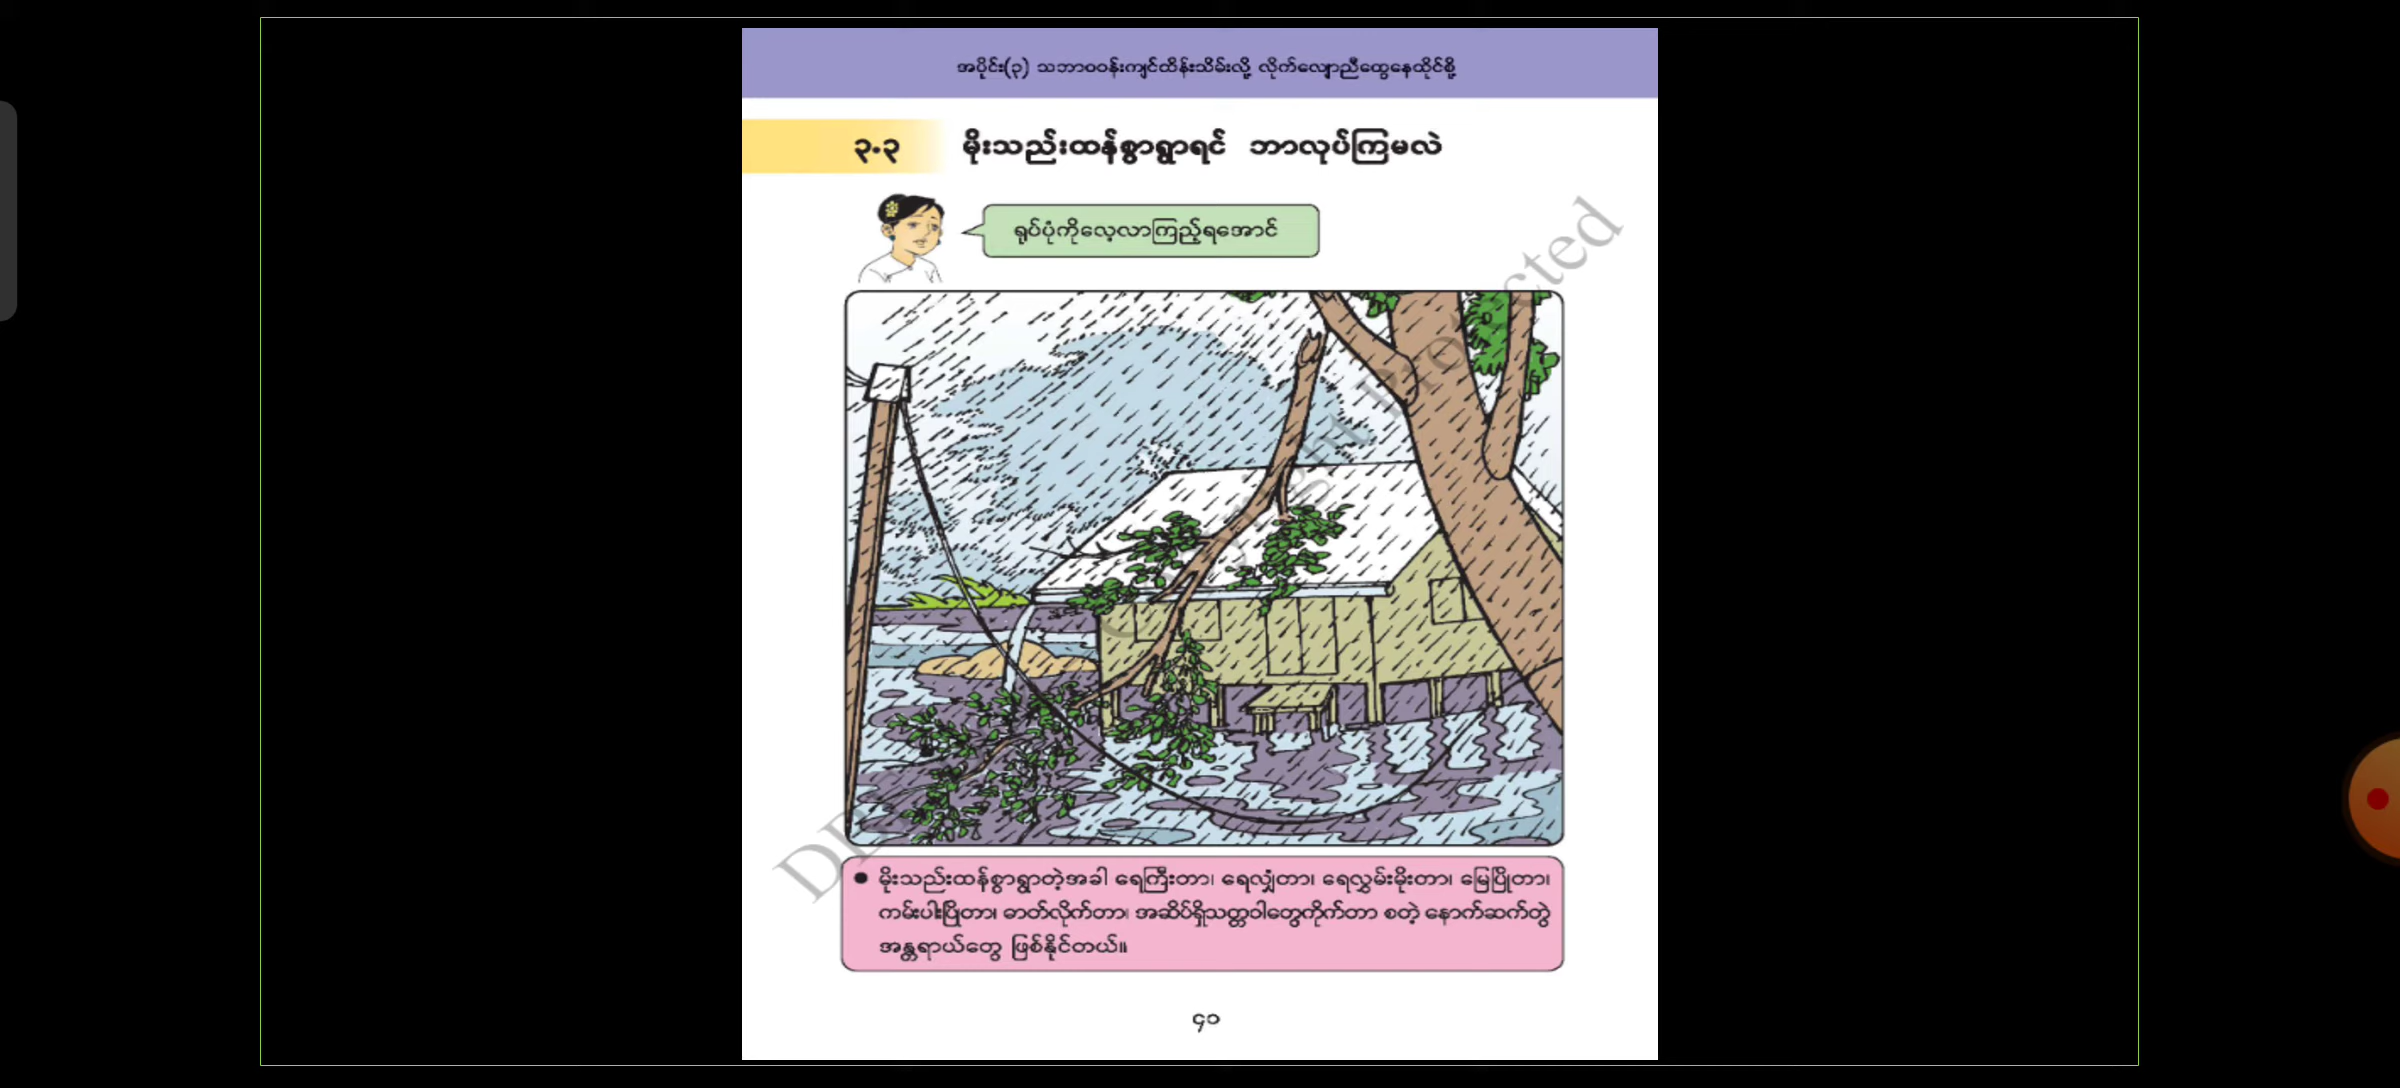 အပိုင်း(၃) သဘာဝဝန်းကျင်ထိန်းသိမ်းလို့ လိုက်လျောညီထွေနေထိုင်စို့
၃.၃ မိုးသည်းထန်စွာရွာရင် ဘာလုပ်ကြမလဲ
ရုပ်ပုံကိုလေ့လာကြည့်ရအောင်
● မိုးသည်းထန်စွာရွာတဲ့အခါ ရေကြီးတာ၊ ရေလျှံတာ၊ ရေလွှမ်းမိုးတာ၊ မြေပြိုတာ၊
ကမ်းပါးပြိုတာ၊ ဓာတ်လိုက်တာ၊ အဆိပ်ရှိသတ္တဝါတွေကိုက်တာ စတဲ့ နောက်ဆက်တွဲ
အန္တရာယ်တွေ ဖြစ်နိုင်တယ်။
၄၁